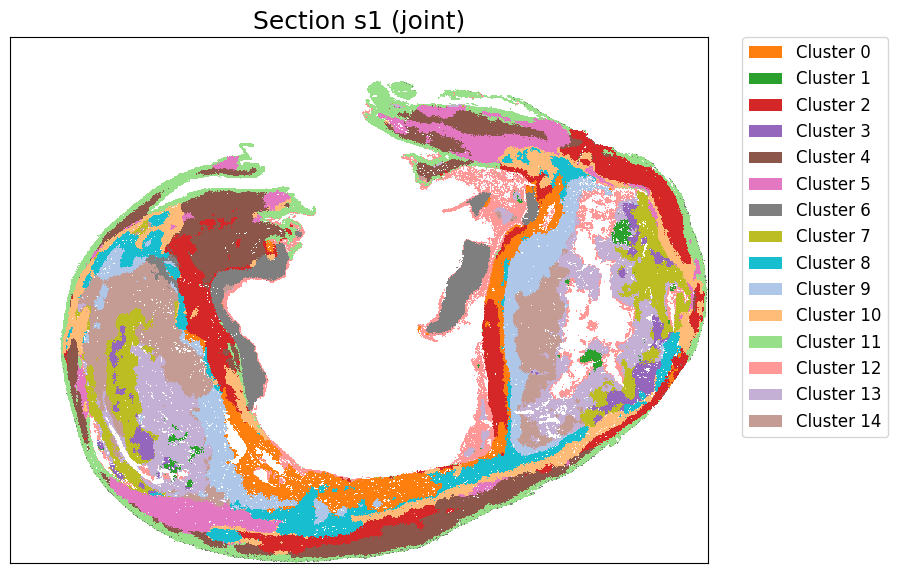 Section s1 (joint)
Cluster 0
Cluster 1
Cluster 2
Cluster 3
Cluster 4
Cluster 5
Cluster 6
Cluster 7
Cluster 8
Cluster 9
Cluster 10
Cluster 11
Cluster 12
Cluster 13
Cluster 14